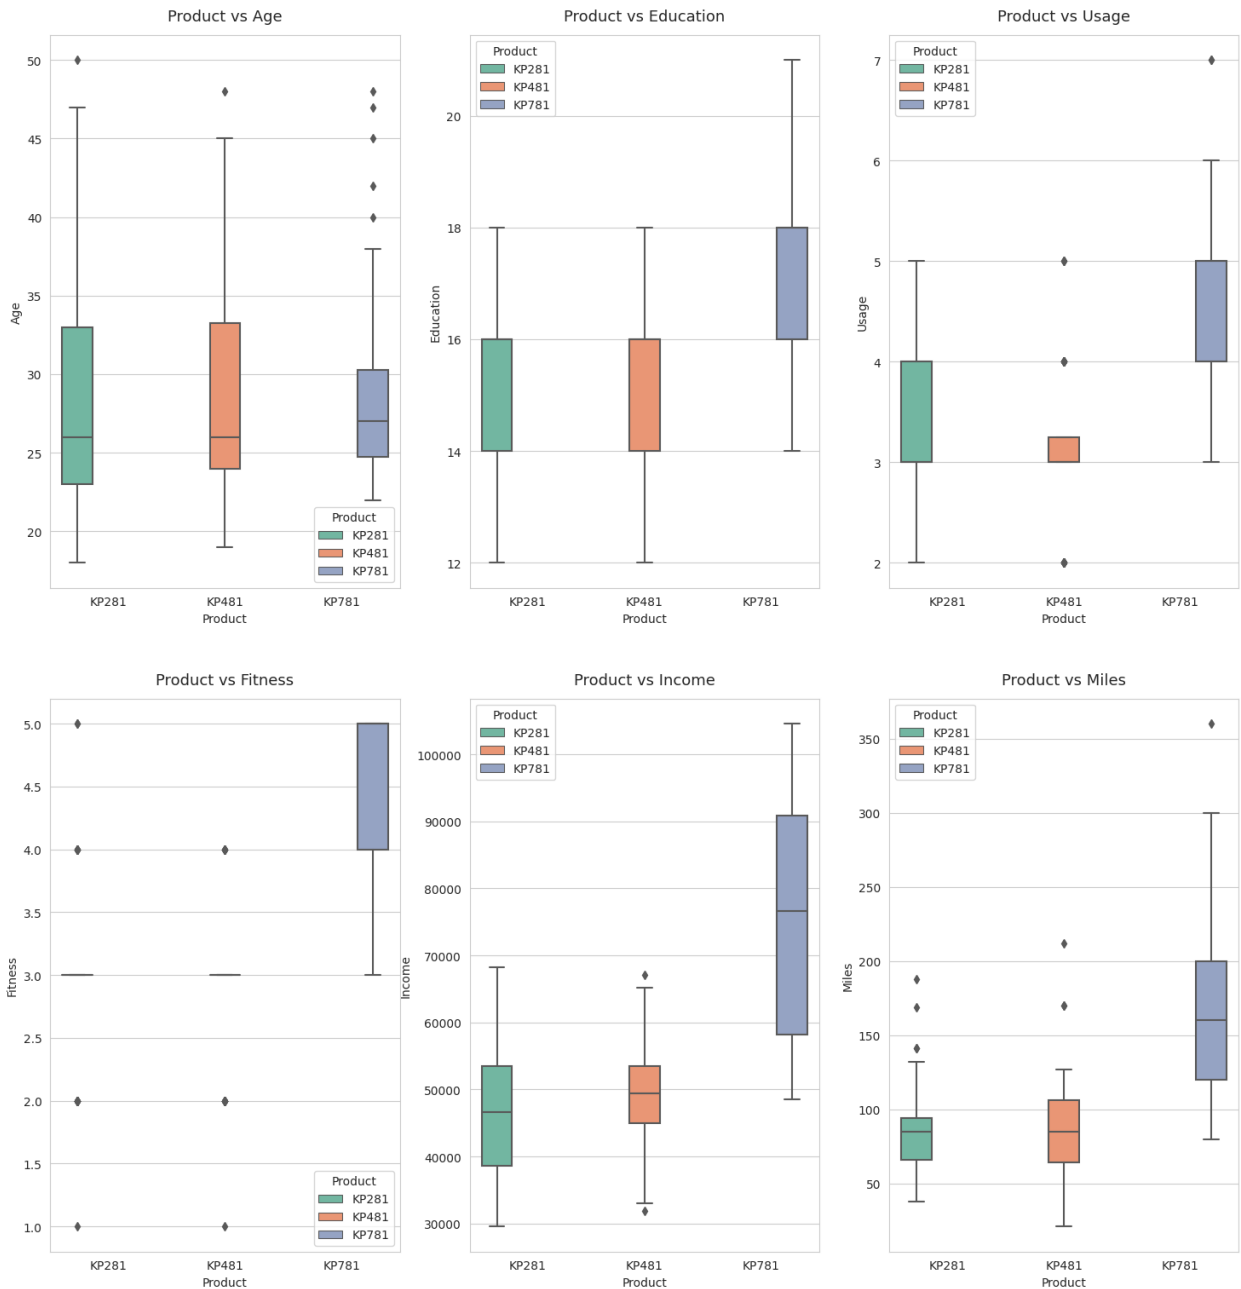 Product vs Age
50
45
40
35
30
25
20
Age
Product
KP281
KP481
KP781
KP281 KP481 KP781
Product
Product vs Education
20
18
16
14
12
Education
Product
KP281
KP481
KP781
KP281 KP481 KP781
Product
Product vs Usage
7
6
5
4
3
2
Usage
Product
KP281
KP481
KP781
KP281 KP481 KP781
Product
Product vs Fitness
5.0
4.5
4.0
3.5
3.0
2.5
2.0
1.5
1.0
Fitness
Product
KP281
KP481
KP781
KP281 KP481 KP781
Product
Product vs Income
100000
90000
80000
70000
60000
50000
40000
30000
Income
Product
KP281
KP481
KP781
KP281 KP481 KP781
Product
Product vs Miles
350
300
250
200
150
100
50
Miles
Product
KP281
KP481
KP781
KP281 KP481 KP781
Product